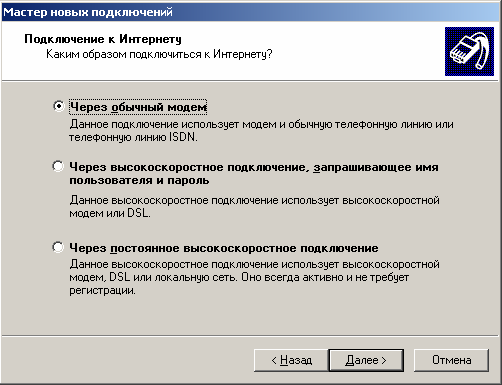 Мастер новых подключений
Подключение к Интернету
Каким образом подключиться к Интернету?
Через обычный модем
Данное подключение использует модем и обычную телефонную линию или
телефонную линию ISDN.
Через высокоскоростное подключение, запрашивающее имя
пользователя и пароль
Данное высокоскоростное подключение использует высокоскоростной
модем или DSL.
Через постоянное высокоскоростное подключение
Данное высокоскоростное подключение использует высокоскоростной
модем, DSL или локальную сеть. Оно всегда активно и не требует
регистрации.
< Назад Далее > Отмена